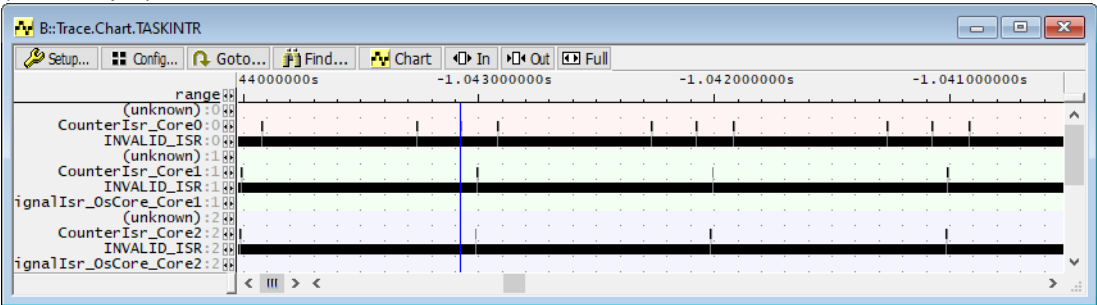 B::Trace.Chart.TASKINTR
Setup... Config... Goto... Find... Chart In Out Full
44000000s -1.043000000s -1.042000000s -1.041000000s
range
(unknown):0
CounterIsr_Core0:0
INVALID_ISR:0
(unknown):1
CounterIsr_Core1:1
INVALID_ISR:1
ignalIsr_OsCore_Core1:1
(unknown):2
CounterIsr_Core2:2
INVALID_ISR:2
ignalIsr_OsCore_Core2:2